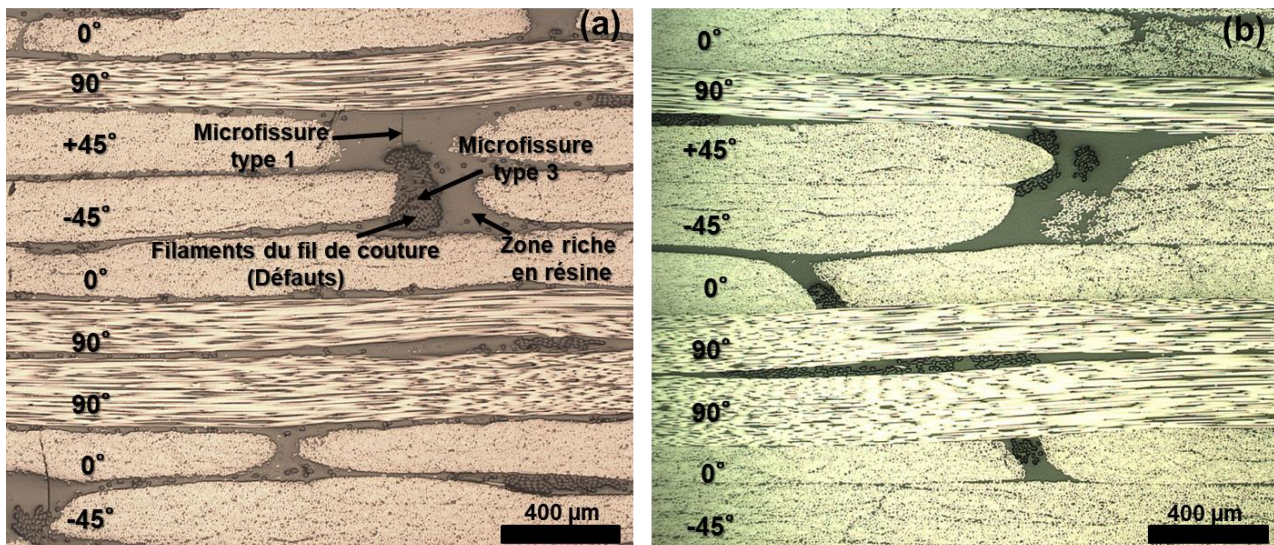 (a)
0°
90°
Microfissure
type 1
Microfissure
type 3
+45°
-45°
Filaments du fil de couture
(Défauts)
Zone riche
en résine
0°
90°
90°
0°
-45°
400 µm
(b)
0°
90°
+45°
-45°
0°
90°
90°
0°
-45°
400 µm